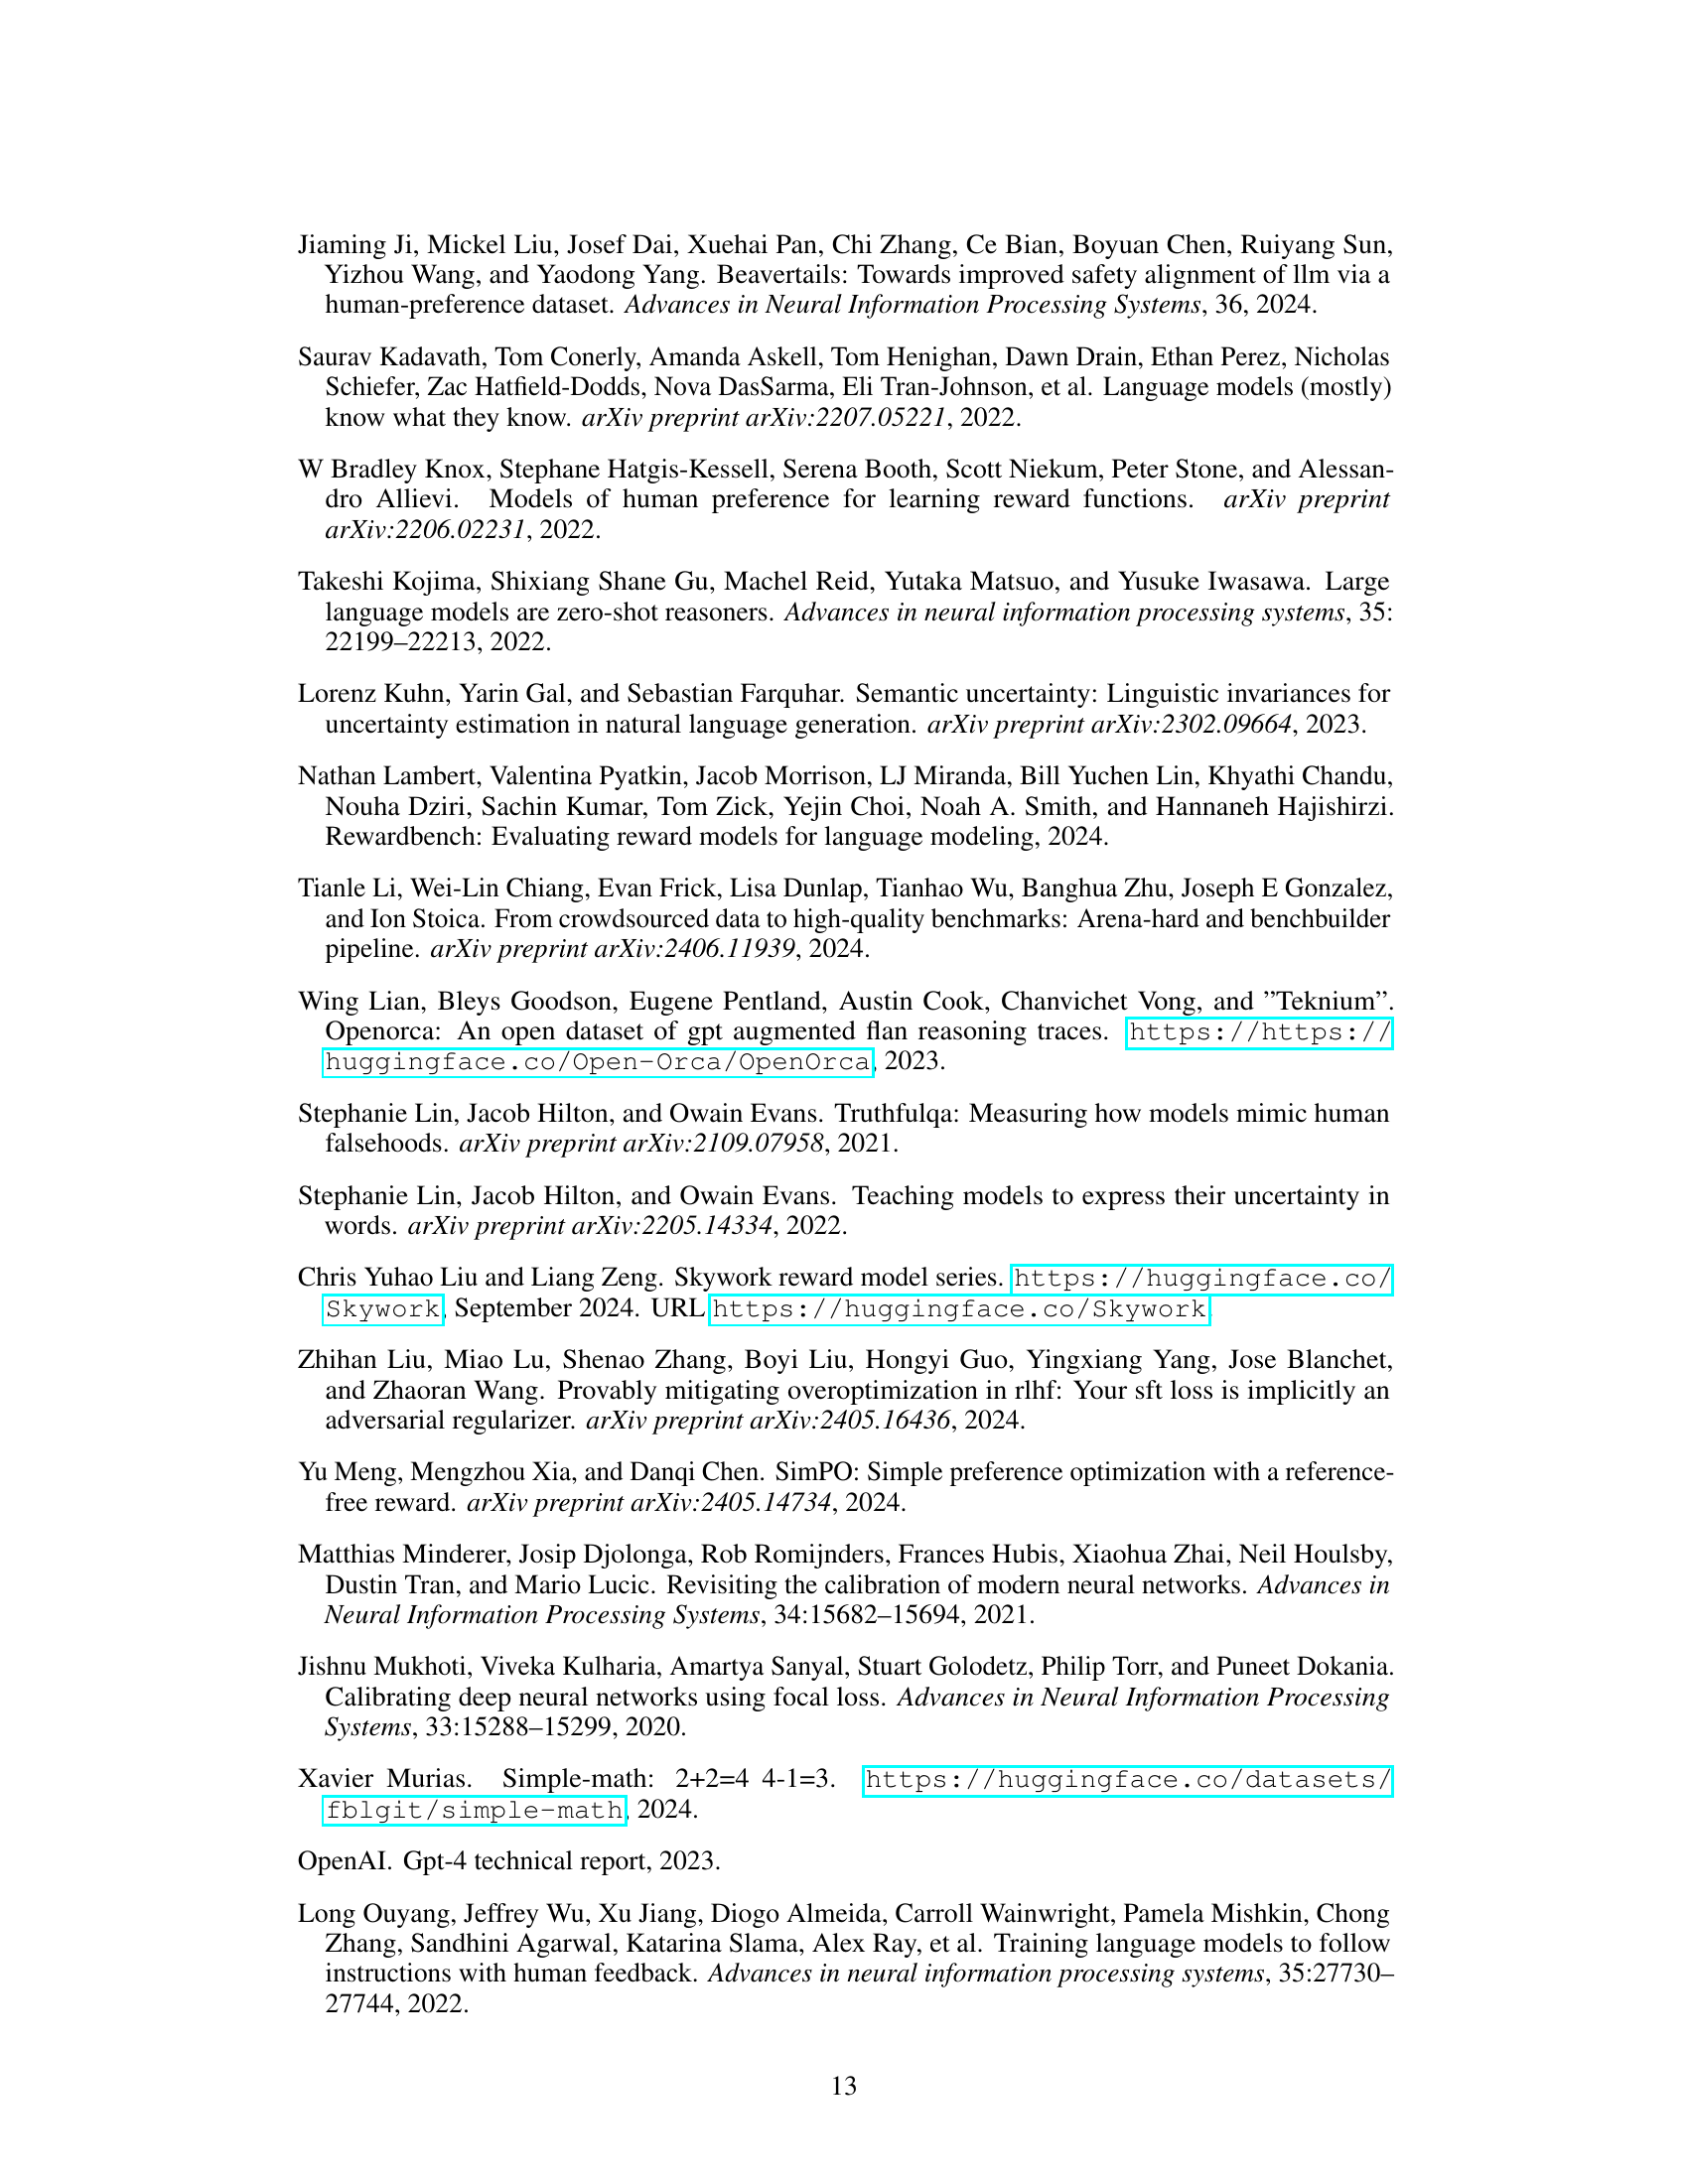 Jiaming Ji, Mickel Liu, Josef Dai, Xuehai Pan, Chi Zhang, Ce Bian, Boyuan Chen, Ruiyang Sun,
Yizhou Wang, and Yaodong Yang. Beavertails: Towards improved safety alignment of llm via a
human-preference dataset. Advances in Neural Information Processing Systems, 36, 2024.
Saurav Kadavath, Tom Conerly, Amanda Askell, Tom Henighan, Dawn Drain, Ethan Perez, Nicholas
Schiefer, Zac Hatfield-Dodds, Nova DasSarma, Eli Tran-Johnson, et al. Language models (mostly)
know what they know. arXiv preprint arXiv:2207.05221, 2022.
W Bradley Knox, Stephane Hatgis-Kessell, Serena Booth, Scott Niekum, Peter Stone, and Alessan-
dro Allievi. Models of human preference for learning reward functions. arXiv preprint
arXiv:2206.02231, 2022.
Takeshi Kojima, Shixiang Shane Gu, Machel Reid, Yutaka Matsuo, and Yusuke Iwasawa. Large
language models are zero-shot reasoners. Advances in neural information processing systems, 35:
22199–22213, 2022.
Lorenz Kuhn, Yarin Gal, and Sebastian Farquhar. Semantic uncertainty: Linguistic invariances for
uncertainty estimation in natural language generation. arXiv preprint arXiv:2302.09664, 2023.
Nathan Lambert, Valentina Pyatkin, Jacob Morrison, LJ Miranda, Bill Yuchen Lin, Khyathi Chandu,
Nouha Dziri, Sachin Kumar, Tom Zick, Yejin Choi, Noah A. Smith, and Hannaneh Hajishirzi.
Rewardbench: Evaluating reward models for language modeling, 2024.
Tianle Li, Wei-Lin Chiang, Evan Frick, Lisa Dunlap, Tianhao Wu, Banghua Zhu, Joseph E Gonzalez,
and Ion Stoica. From crowdsourced data to high-quality benchmarks: Arena-hard and benchbuilder
pipeline. arXiv preprint arXiv:2406.11939, 2024.
Wing Lian, Bleys Goodson, Eugene Pentland, Austin Cook, Chanvichet Vong, and ”Teknium”.
Openorca: An open dataset of gpt augmented flan reasoning traces. https://https://
huggingface.co/Open-Orca/OpenOrca, 2023.
Stephanie Lin, Jacob Hilton, and Owain Evans. Truthfulqa: Measuring how models mimic human
falsehoods. arXiv preprint arXiv:2109.07958, 2021.
Stephanie Lin, Jacob Hilton, and Owain Evans. Teaching models to express their uncertainty in
words. arXiv preprint arXiv:2205.14334, 2022.
Chris Yuhao Liu and Liang Zeng. Skywork reward model series. https://huggingface.co/
Skywork, September 2024. URL https://huggingface.co/Skywork.
Zhihan Liu, Miao Lu, Shenao Zhang, Boyi Liu, Hongyi Guo, Yingxiang Yang, Jose Blanchet,
and Zhaoran Wang. Provably mitigating overoptimization in rlhf: Your sft loss is implicitly an
adversarial regularizer. arXiv preprint arXiv:2405.16436, 2024.
Yu Meng, Mengzhou Xia, and Danqi Chen. SimPO: Simple preference optimization with a reference-
free reward. arXiv preprint arXiv:2405.14734, 2024.
Matthias Minderer, Josip Djolonga, Rob Romijnders, Frances Hubis, Xiaohua Zhai, Neil Houlsby,
Dustin Tran, and Mario Lucic. Revisiting the calibration of modern neural networks. Advances in
Neural Information Processing Systems, 34:15682–15694, 2021.
Jishnu Mukhoti, Viveka Kulharia, Amartya Sanyal, Stuart Golodetz, Philip Torr, and Puneet Dokania.
Calibrating deep neural networks using focal loss. Advances in Neural Information Processing
Systems, 33:15288–15299, 2020.
Xavier Murias. Simple-math: 2+2=4 4-1=3. https://huggingface.co/datasets/
fblgit/simple-math, 2024.
OpenAI. Gpt-4 technical report, 2023.
Long Ouyang, Jeffrey Wu, Xu Jiang, Diogo Almeida, Carroll Wainwright, Pamela Mishkin, Chong
Zhang, Sandhini Agarwal, Katarina Slama, Alex Ray, et al. Training language models to follow
instructions with human feedback. Advances in neural information processing systems, 35:27730–
27744, 2022.
13